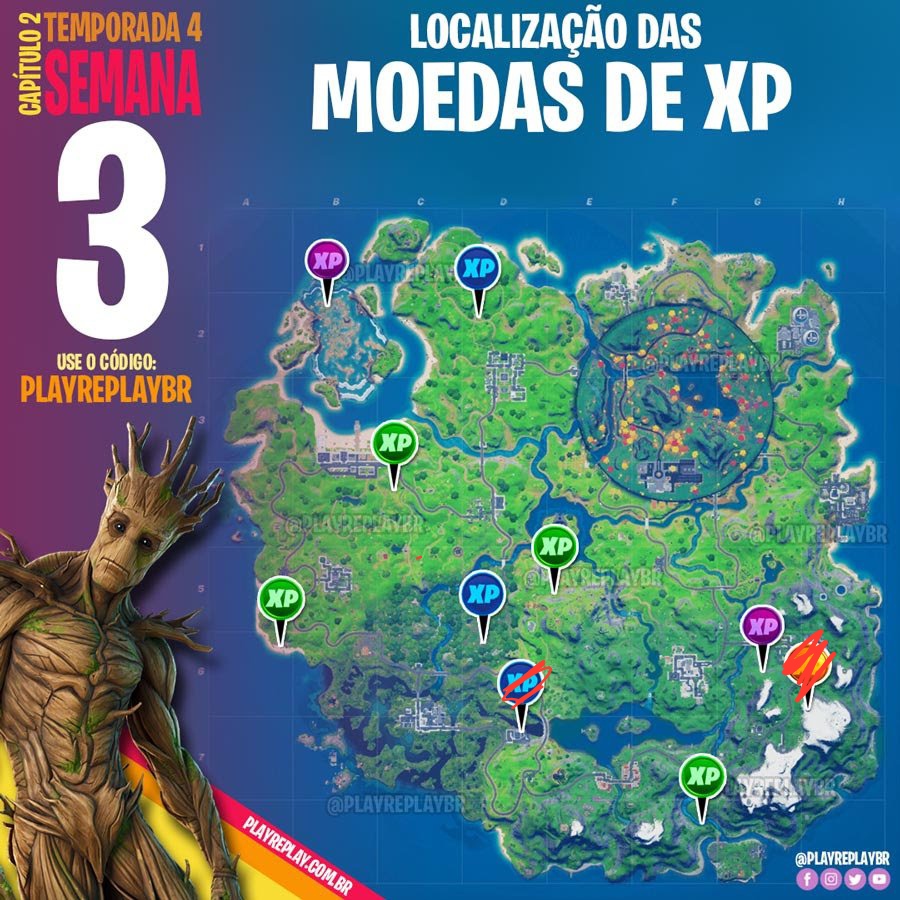 CAPÍTULO 2
TEMPORADA 4
SEMANA
3
USE O CÓDIGO:
PLAYREPLAYBR
LOCALIZAÇÃO DAS
MOEDAS DE XP
A B C D E F G H
1
2
3
5
6
7
XP
XP
XP
XP
XP
XP
XP
XP
XP
@PLAYREPLAYBR
@PLAYREPLAYBR
@PLAYREPLAYBR
@PLAYREPLAYBR
@PLAYREPLAYBR
@PLAYREPLAYBR
@PLAYREPLAYBR
PLAYREPLAY.COM.BR
@PLAYREPLAYBR